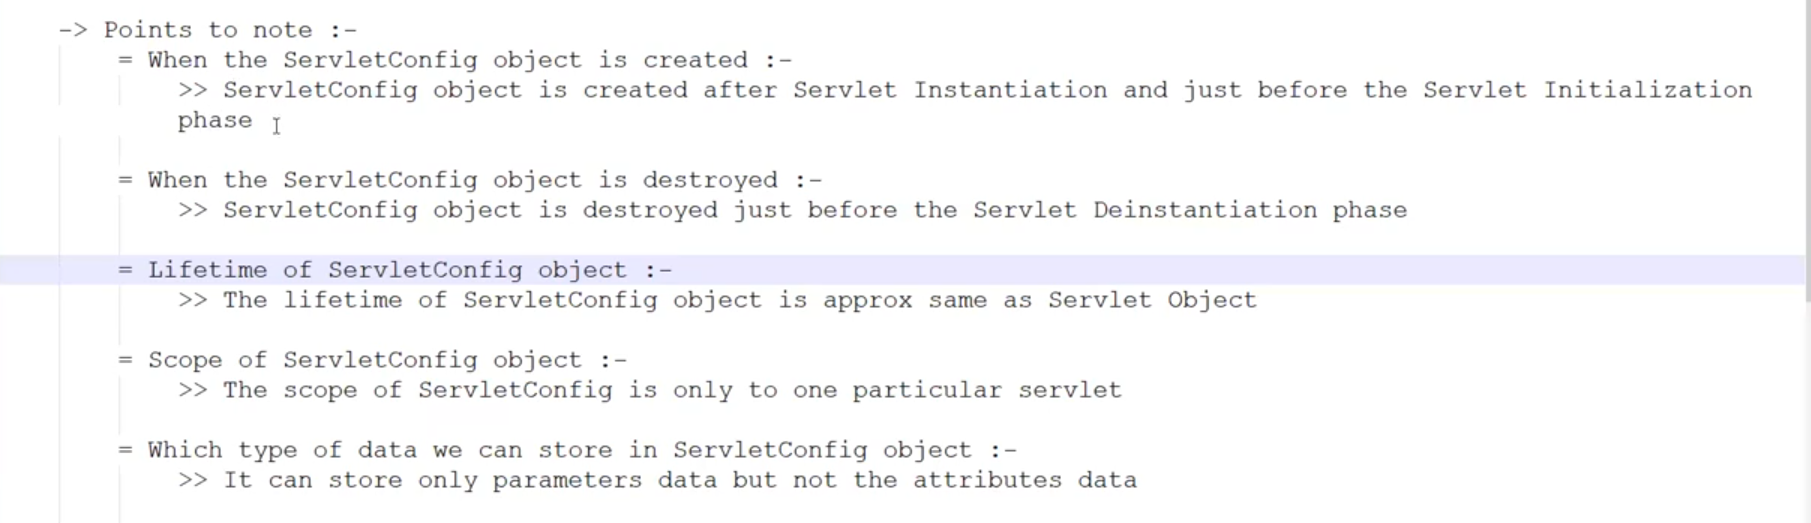 -> Points to note :-
= When the ServletConfig object is created :-
>> ServletConfig object is created after Servlet Instantiation and just before the Servlet Initialization
phase
= When the ServletConfig object is destroyed :-
>> ServletConfig object is destroyed just before the Servlet Deinstantiation phase
= Lifetime of ServletConfig object :-
>> The lifetime of ServletConfig object is approx same as Servlet Object
= Scope of ServletConfig object :-
>> The scope of ServletConfig is only to one particular servlet
= Which type of data we can store in ServletConfig object :-
>> It can store only parameters data but not the attributes data